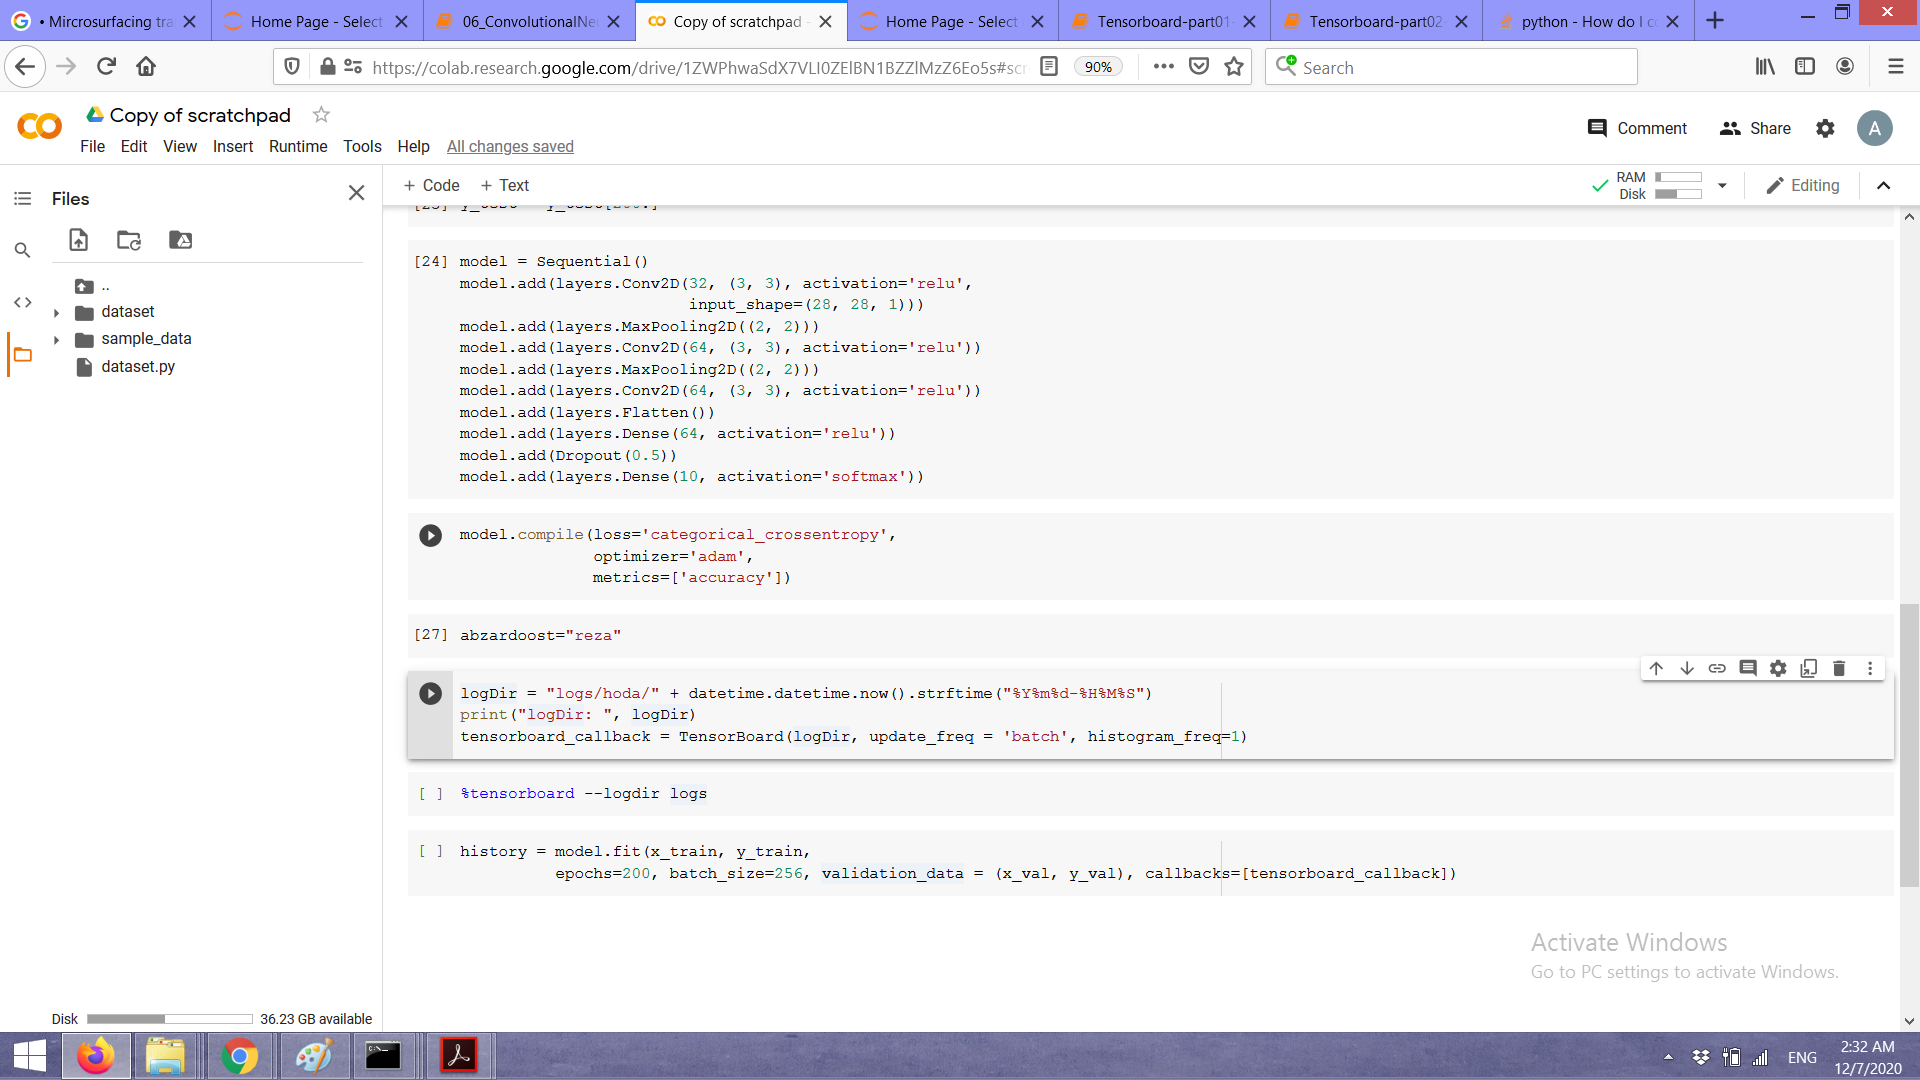 • Mircrosurfacing tra
Home Page - Select
06_ConvolutionalNe
Copy of scratchpad -
Home Page - Select
Tensorboard-part01-
Tensorboard-part02-
python - How do I c
https://colab.research.google.com/drive/1ZWPhwaSdX7VLI0ZElBN1BZZlMzZ6Eo5s#scr
90%
Search
Copy of scratchpad
File Edit View Insert Runtime Tools Help All changes saved
Comment
Share
A
Files
+ Code + Text
RAM
Disk
Editing
..
dataset
sample_data
dataset.py
[24] model = Sequential()
model.add(layers.Conv2D(32, (3, 3), activation='relu',
input_shape=(28, 28, 1)))
model.add(layers.MaxPooling2D((2, 2)))
model.add(layers.Conv2D(64, (3, 3), activation='relu'))
model.add(layers.MaxPooling2D((2, 2)))
model.add(layers.Conv2D(64, (3, 3), activation='relu'))
model.add(layers.Flatten())
model.add(layers.Dense(64, activation='relu'))
model.add(Dropout(0.5))
model.add(layers.Dense(10, activation='softmax'))
model.compile(loss='categorical_crossentropy',
optimizer='adam',
metrics=['accuracy'])
[27] abzardoost="reza"
logDir = "logs/hoda/" + datetime.datetime.now().strftime("%Y%m%d-%H%M%S")
print("logDir: ", logDir)
tensorboard_callback = TensorBoard(logDir, update_freq = 'batch', histogram_freq=1)
[ ] %tensorboard --logdir logs
[ ] history = model.fit(x_train, y_train,
epochs=200, batch_size=256, validation_data = (x_val, y_val), callbacks=[tensorboard_callback])
Activate Windows
Go to PC settings to activate Windows.
Disk 36.23 GB available
ENG
2:32 AM
12/7/2020